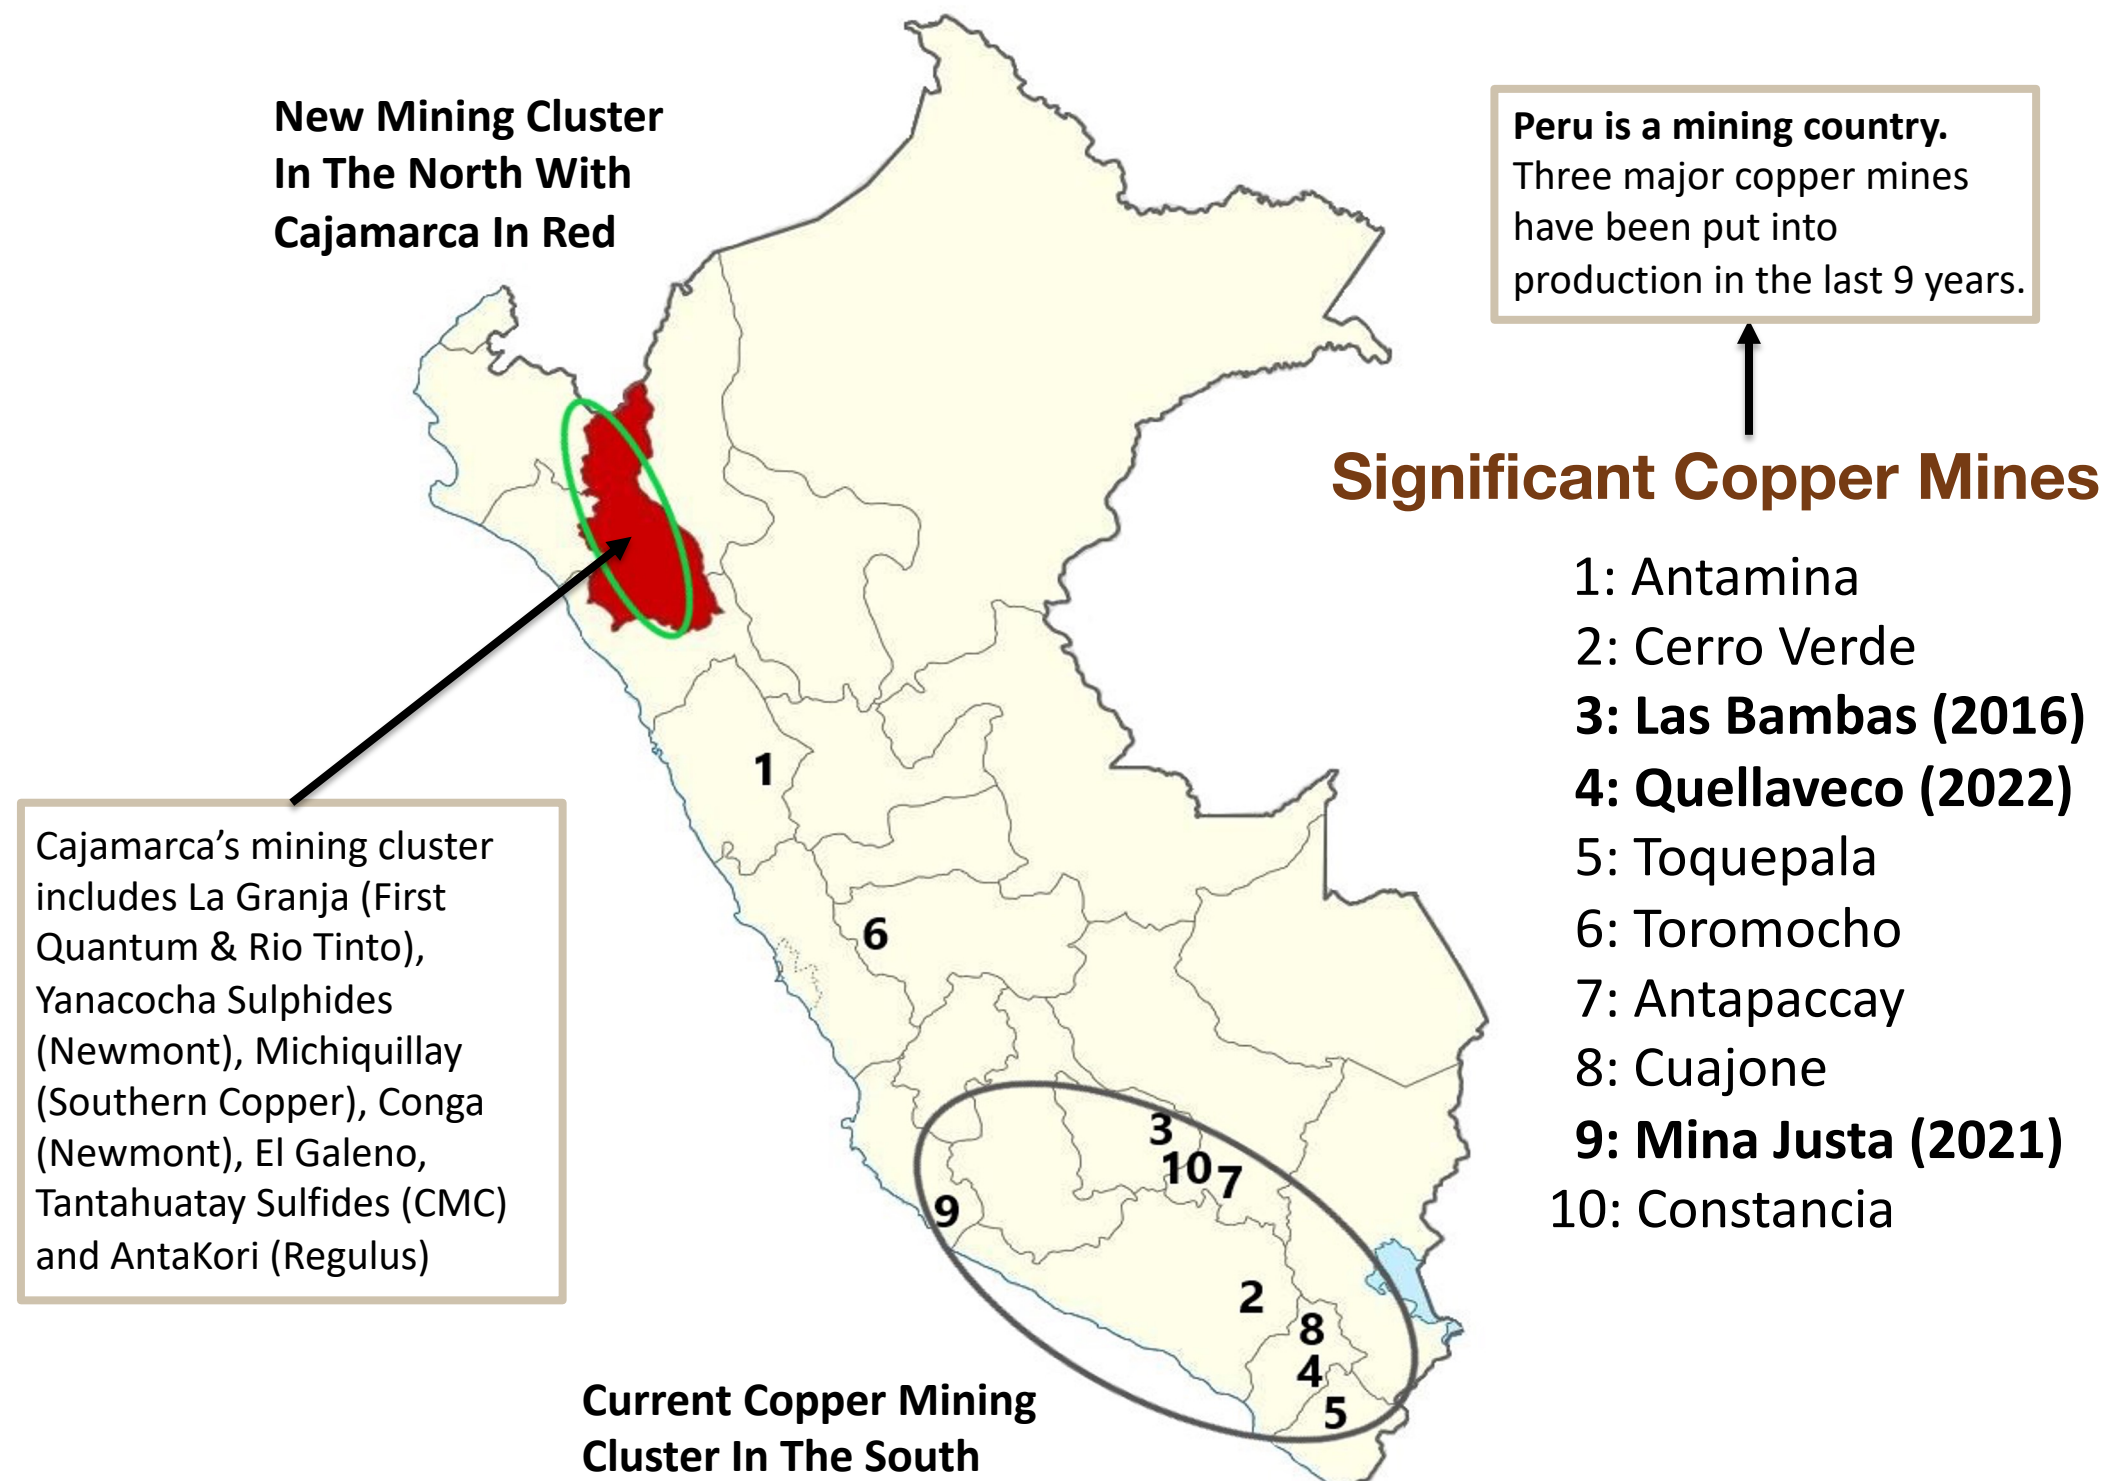 New Mining Cluster
In The North With
Cajamarca In Red
Peru is a mining country.
Three major copper mines
have been put into
production in the last 9 years.
Significant Copper Mines
1: Antamina
2: Cerro Verde
3: Las Bambas (2016)
4: Quellaveco (2022)
5: Toquepala
6: Toromocho
7: Antapaccay
8: Cuajone
9: Mina Justa (2021)
10: Constancia
Cajamarca’s mining cluster
includes La Granja (First
Quantum & Rio Tinto),
Yanacocha Sulphides
(Newmont), Michiquillay
(Southern Copper), Conga
(Newmont), El Galeno,
Tantahuatay Sulfides (CMC)
and AntaKori (Regulus)
1
6
3
10
7
9
2
8
4
5
Current Copper Mining
Cluster In The South